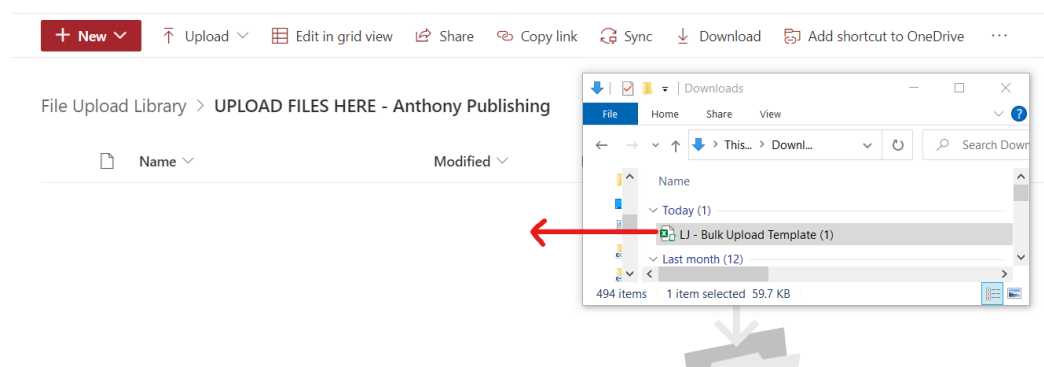 New Upload Edit in grid view Share Copy link Sync Download Add shortcut to OneDrive ...
File Upload Library > UPLOAD FILES HERE - Anthony Publishing
Name Modified
Downloads
File Home Share View
This... > Downl... Search Down
Name
Today (1)
LJ - Bulk Upload Template (1)
Last month (12)
494 items 1 item selected 59.7 KB